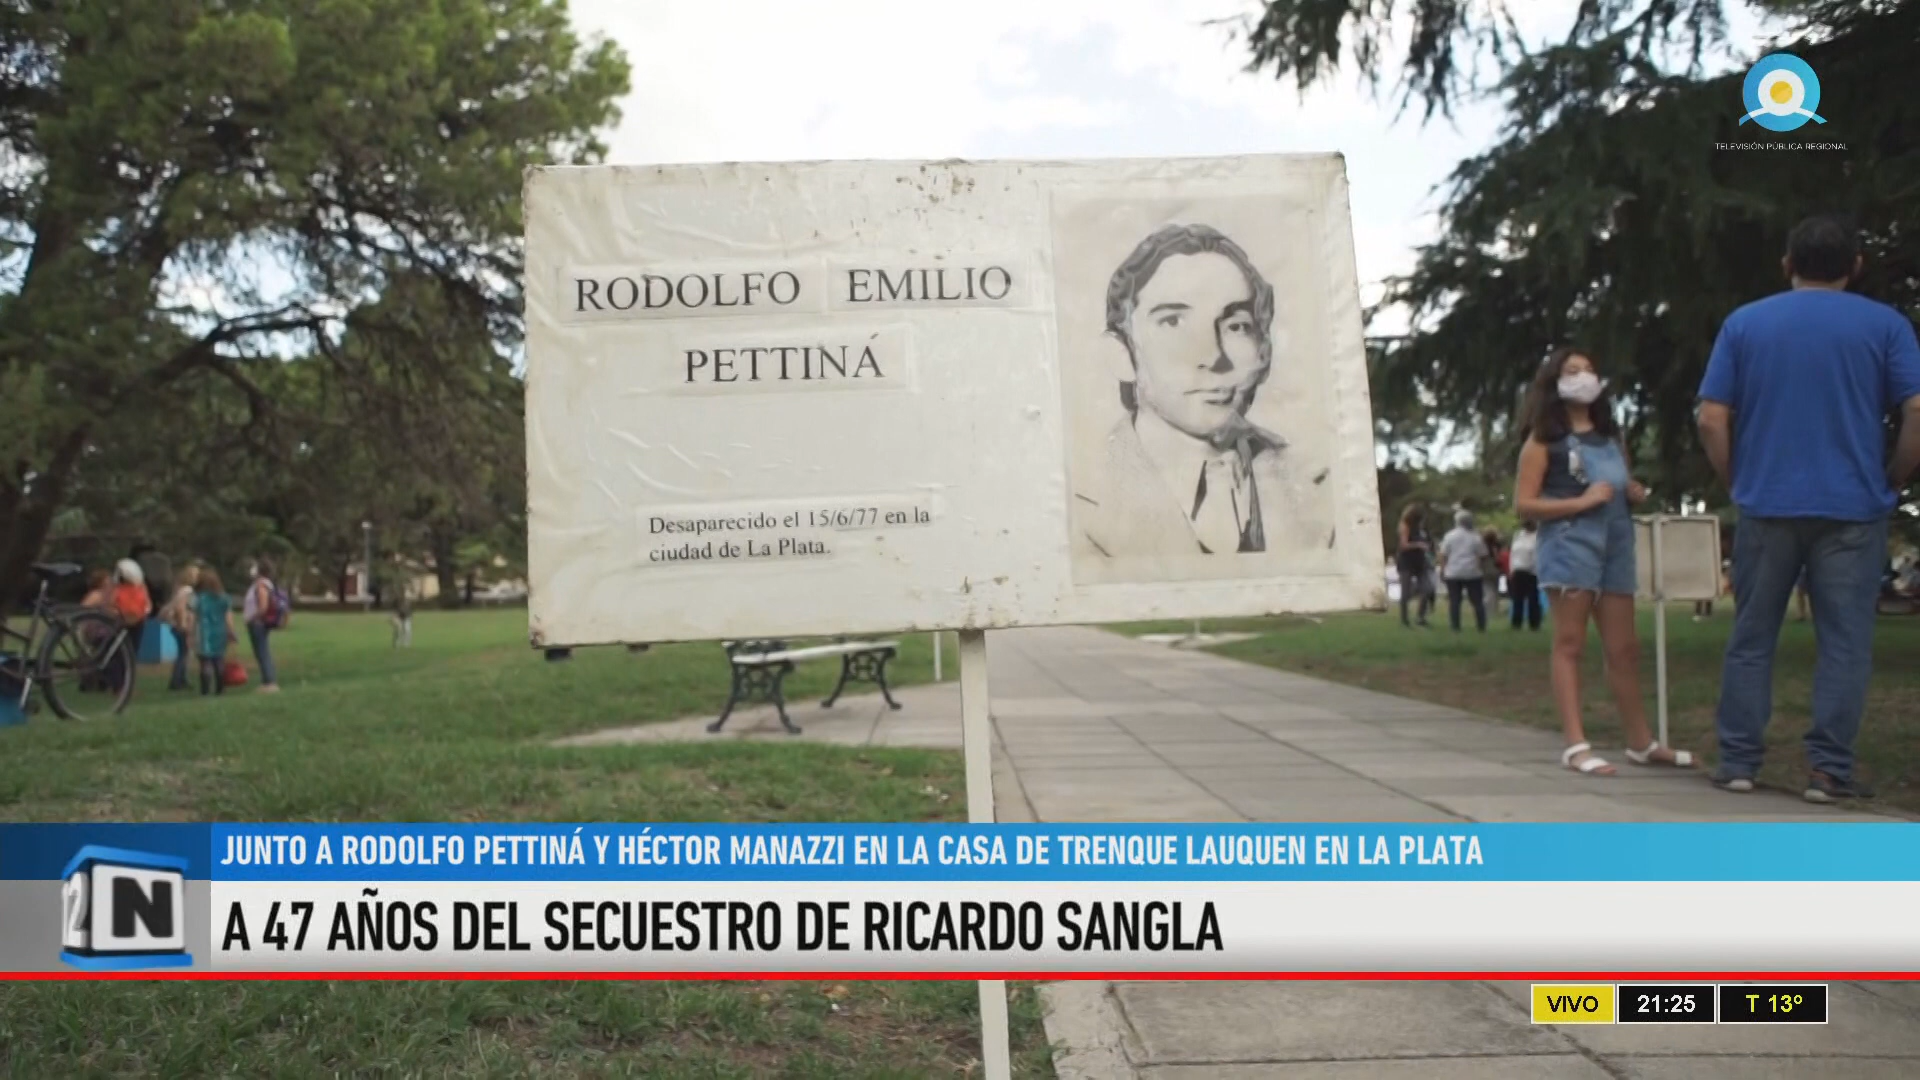 TELEVISIÓN PÚBLICA REGIONAL
RODOLFO EMILIO
PETTINÁ
Desaparecido el 15/6/77 en la
ciudad de La Plata.
JUNTO A RODOLFO PETTINÁ Y HÉCTOR MANAZZI EN LA CASA DE TRENQUE LAUQUEN EN LA PLATA
12 N
A 47 AÑOS DEL SECUESTRO DE RICARDO SANGLA
VIVO 21:25 T 13º